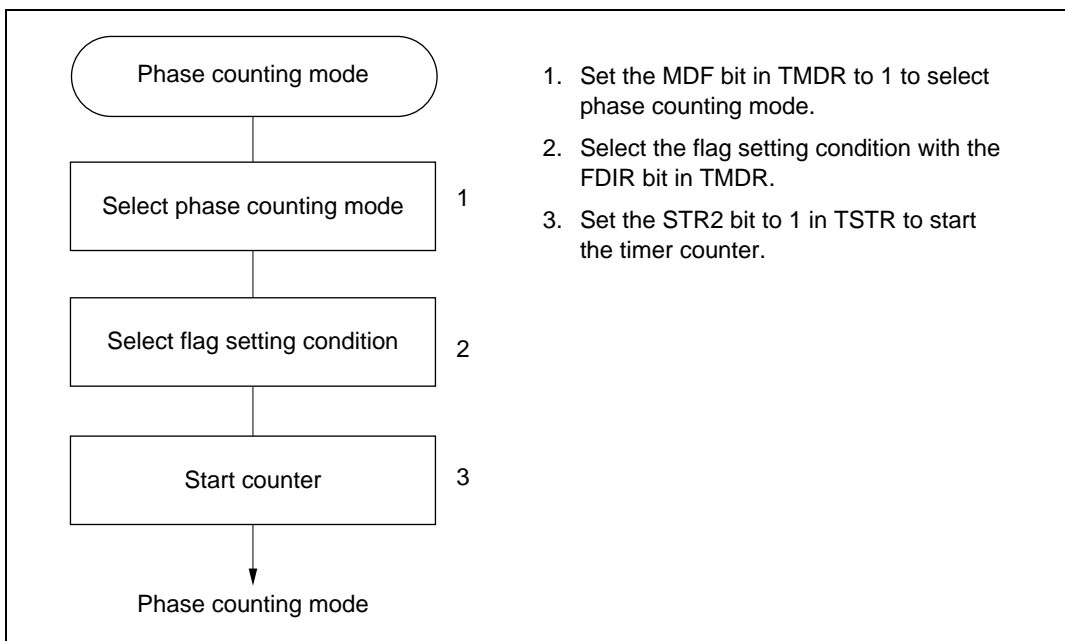 Phase counting mode
Select phase counting mode
1
Select flag setting condition
2
Start counter
3
Phase counting mode
1. Set the MDF bit in TMDR to 1 to select
phase counting mode.
2. Select the flag setting condition with the
FDIR bit in TMDR.
3. Set the STR2 bit to 1 in TSTR to start
the timer counter.